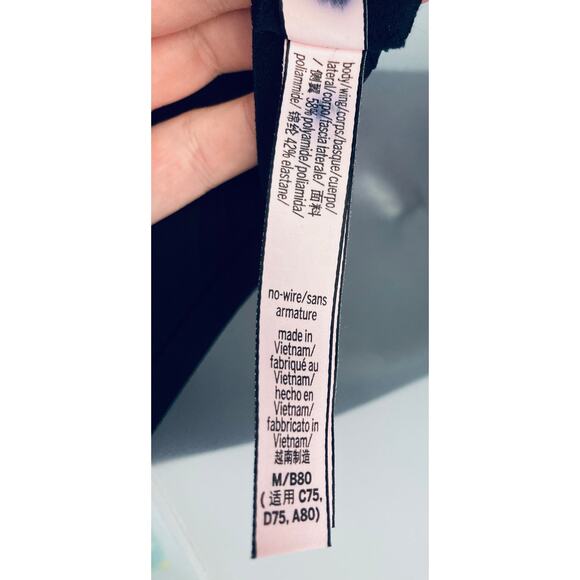 body/wing/corps/basque/cuerpo/
lateral/corpo/fascia laterale/ 面料
/ 侧翼 58% polyamide/poliamida/
poliammide/ 锦纶 42% elastane/
no-wire/sans
armature
made in
Vietnam/
fabriqué au
Vietnam/
hecho en
Vietnam/
fabbricato in
Vietnam/
越南制造
M/B80
( 适用 C75,
D75, A80)